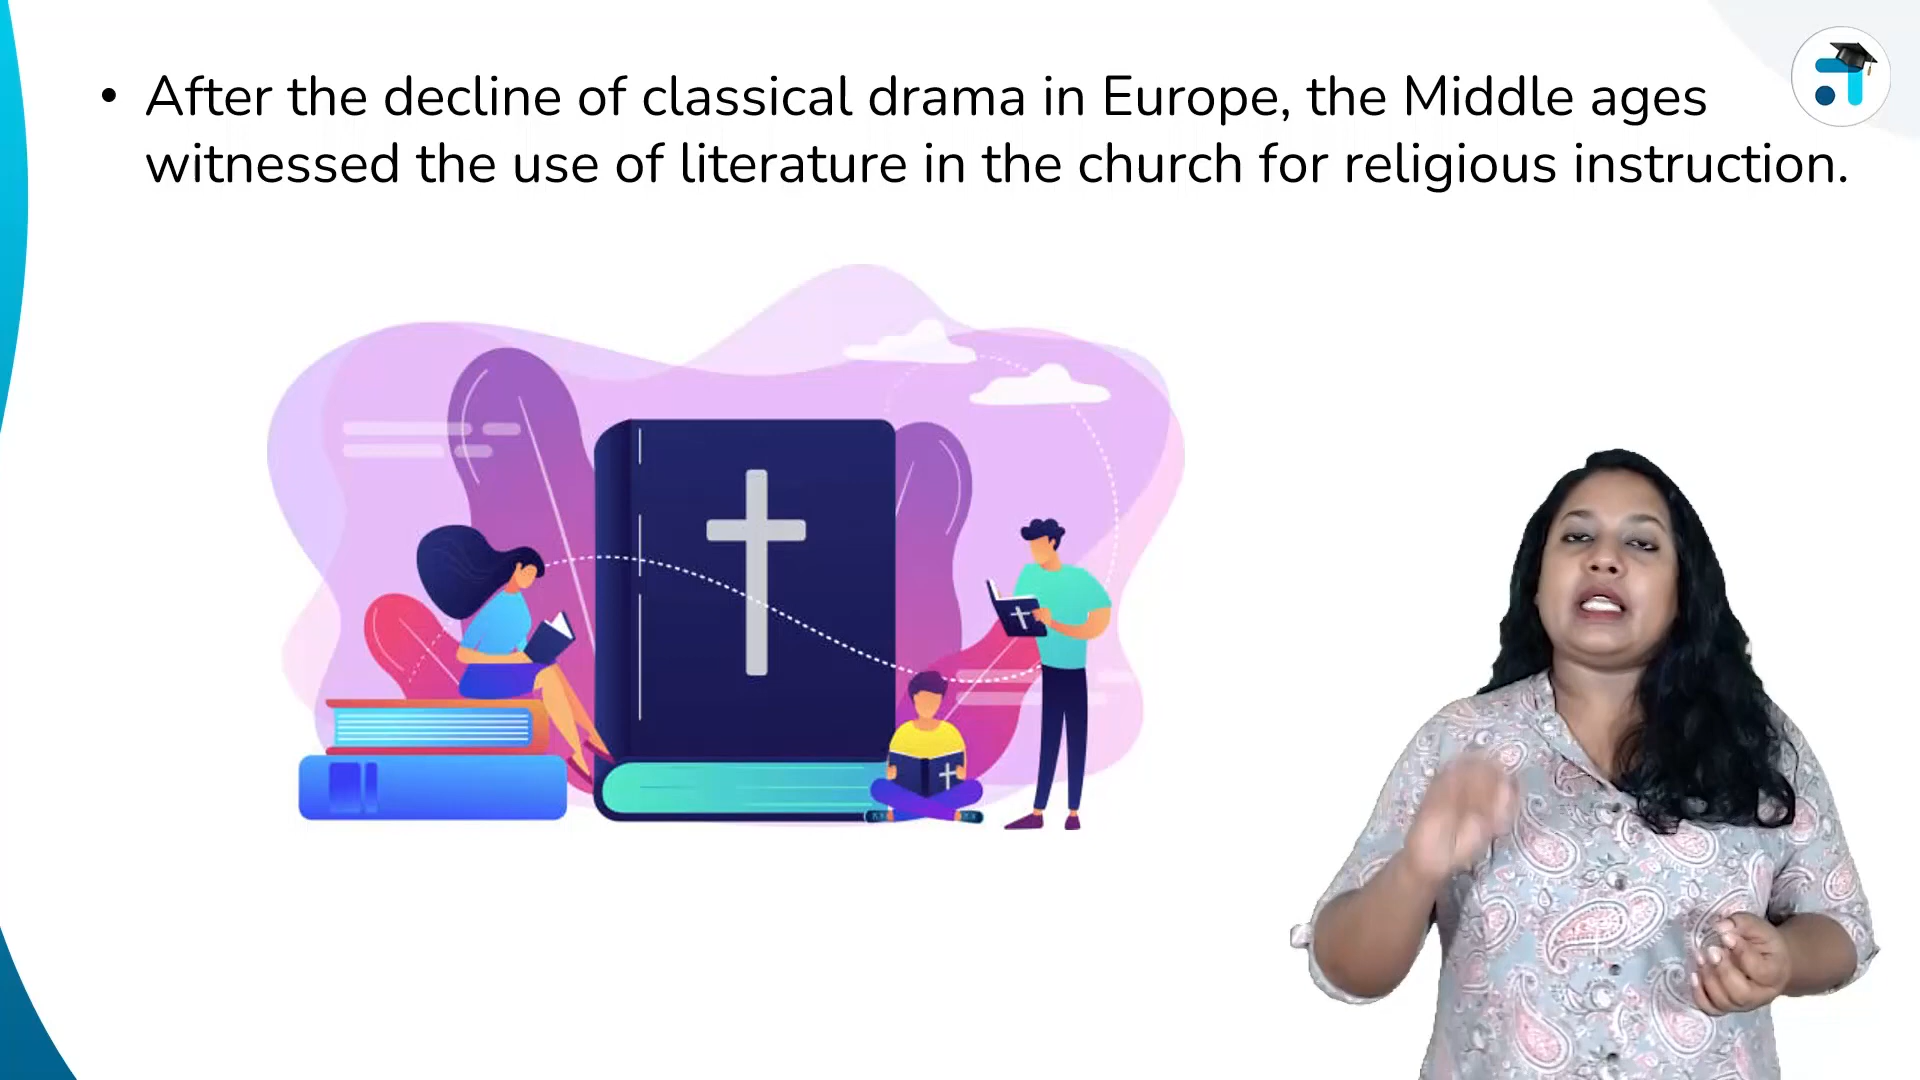 • After the decline of classical drama in Europe, the Middle ages
witnessed the use of literature in the church for religious instruction.